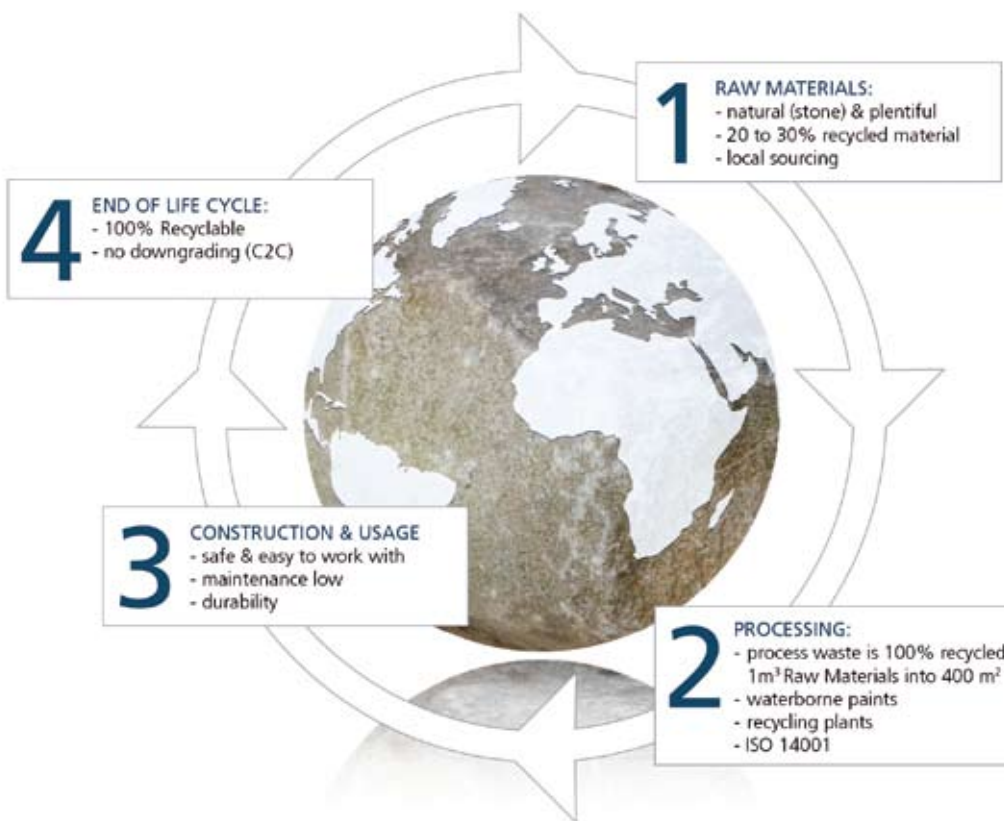 1
RAW MATERIALS:
- natural (stone) & plentiful
- 20 to 30% recycled material
- local sourcing
2
PROCESSING:
- process waste is 100% recycled
1m³ Raw Materials into 400 m²
- waterborne paints
- recycling plants
- ISO 14001
3
CONSTRUCTION & USAGE
- safe & easy to work with
- maintenance low
- durability
4
END OF LIFE CYCLE:
- 100% Recyclable
- no downgrading (C2C)